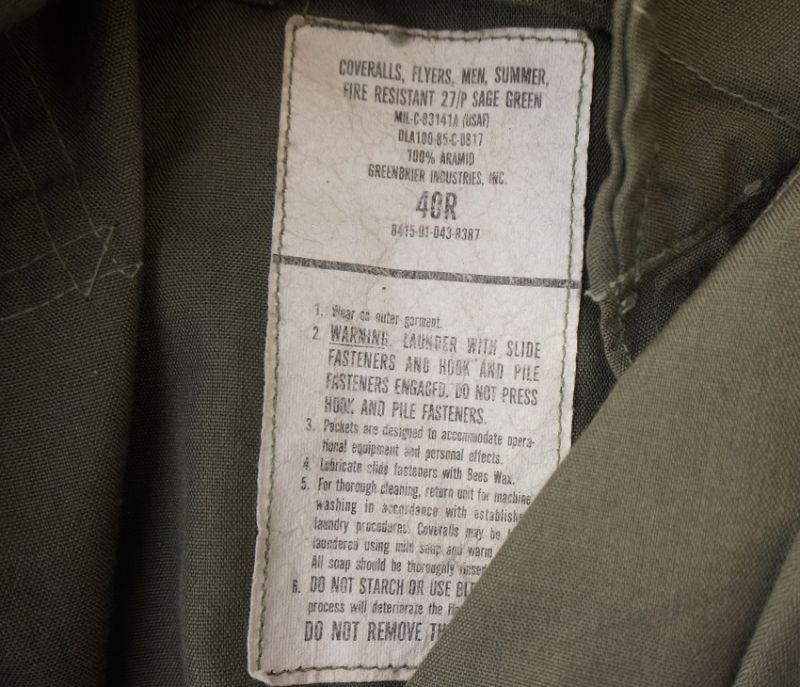 COVERALLS, FLYERS, MEN, SUMMER,
FIRE RESISTANT 27/P SAGE GREEN
MIL-C-83141A (USAF)
DLA100-85-C-0817
100% ARAMID
GREENBRIER INDUSTRIES, INC.
40R
8415-01-043-8387
1. Wear as outer garment.
2. WARNING. LAUNDER WITH SLIDE
FASTENERS AND HOOK AND PILE
FASTENERS ENGAGED. DO NOT PRESS
HOOK AND PILE FASTENERS.
3. Pockets are designed to accommodate opera-
tional equipment and personal effects.
4. Lubricate slide fasteners with Bees Wax.
5. For thorough cleaning, return unit for machine
washing in accordance with establish
laundry procedures. Coveralls may be
laundered using mild soap and warm
All soap should be thoroughly rinse
6. DO NOT STARCH OR USE
process will deteriorate the
DO NOT REMOVE